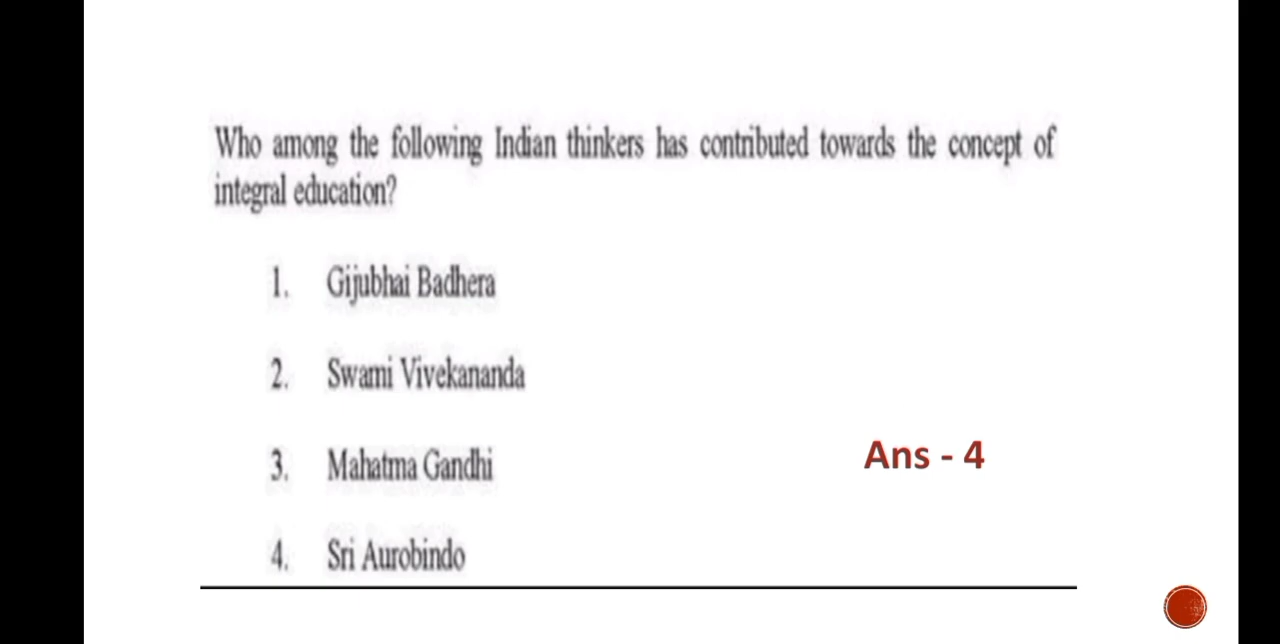 Who among the following Indian thinkers has contributed towards the concept of
integral education?
1. Gijubhai Badhera
2. Swami Vivekananda
3. Mahatma Gandhi
Ans - 4
4. Sri Aurobindo